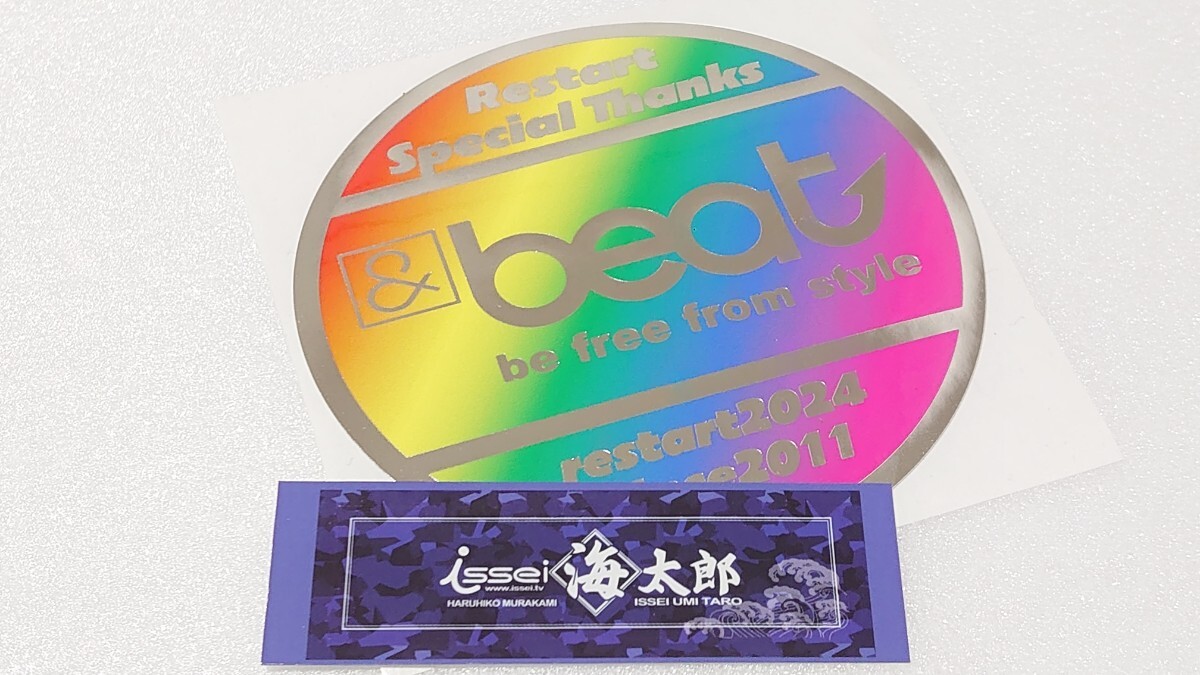 Restart
Special Thanks
& beat
be free from style
restart2024
2011
issei 海太郎
www.issei.tv
HARUHIKO MURAKAMI ISSEI UMI TARO